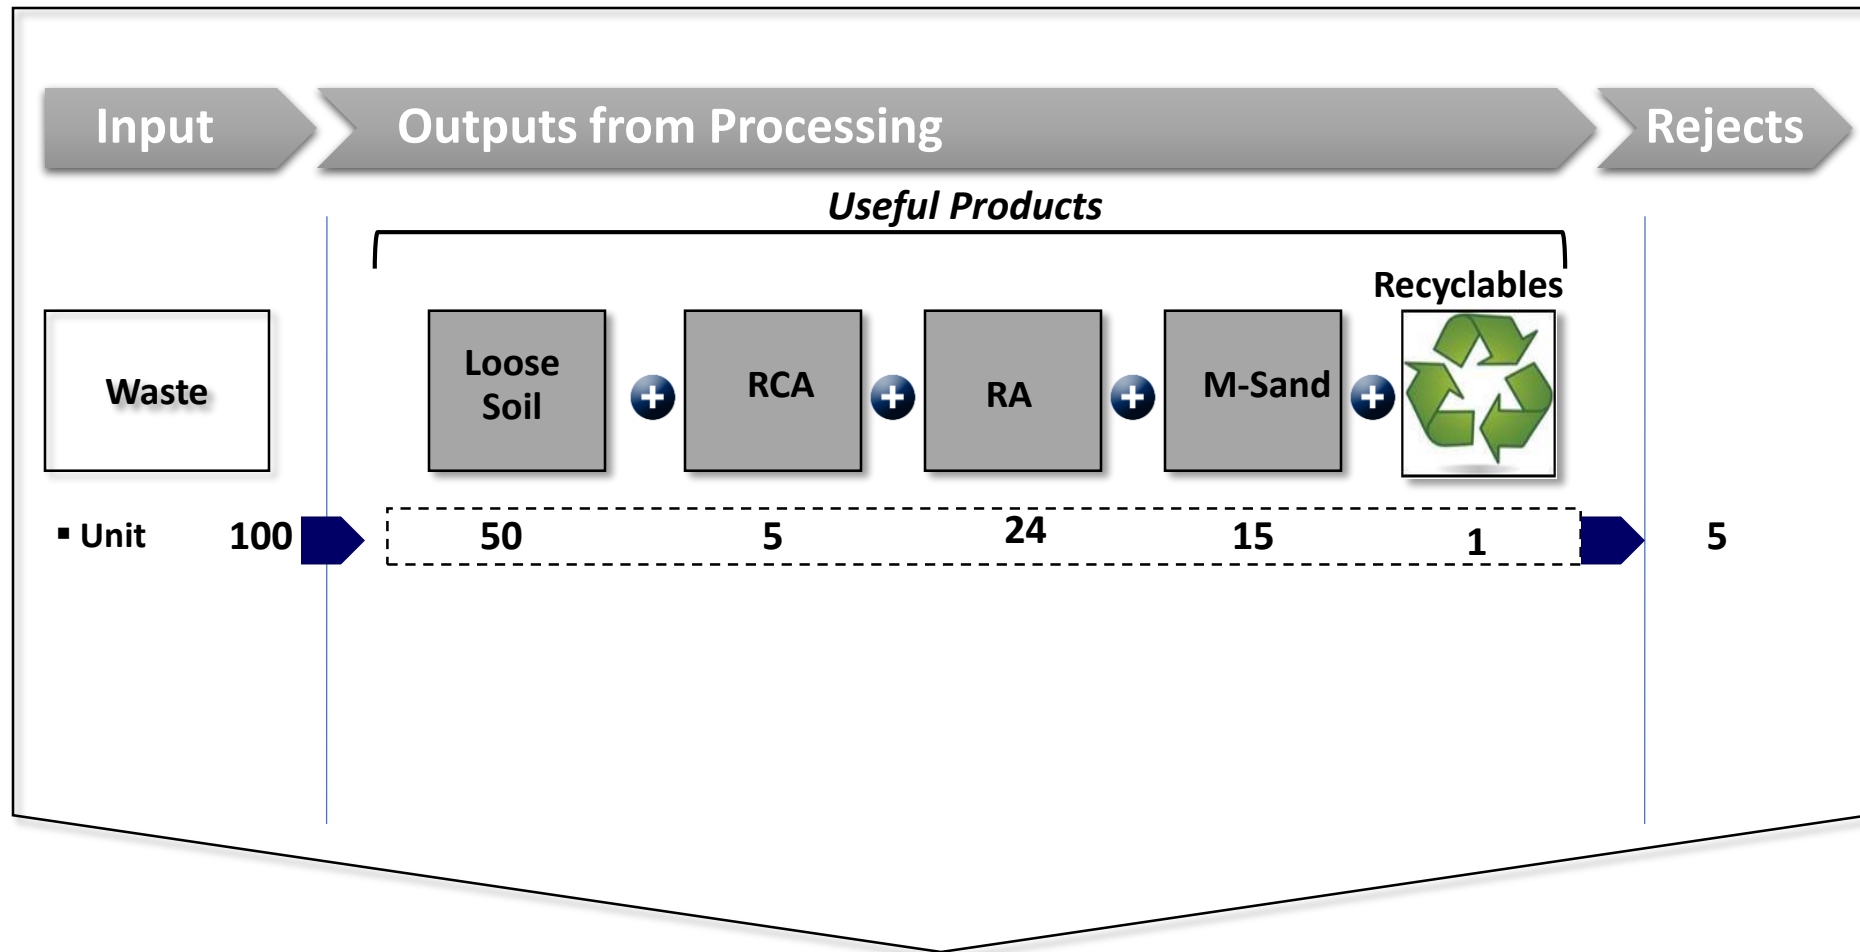 Input
Outputs from Processing
Rejects
Useful Products
Recyclables
Waste
Loose
Soil
+
RCA
+
RA
+
M-Sand
+
▪ Unit 100 50 5 24 15 1 5